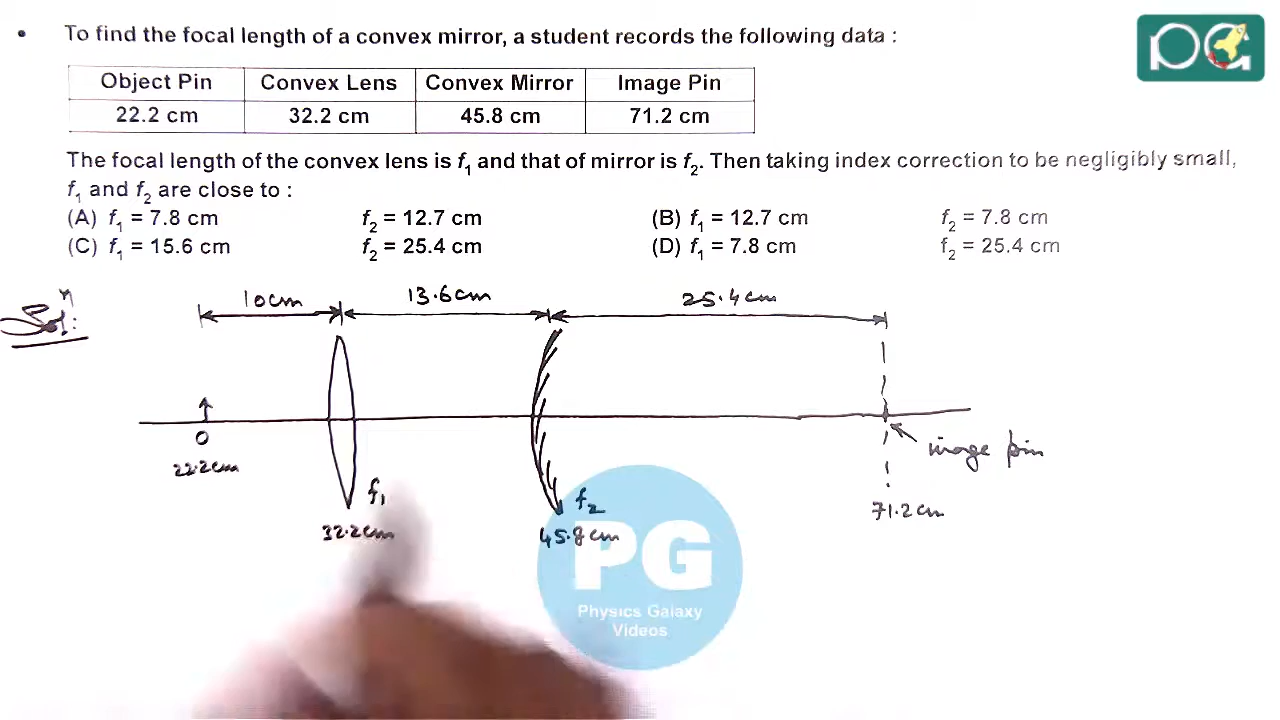 PG
• To find the focal length of a convex mirror, a student records the following data :
Object Pin Convex Lens Convex Mirror Image Pin
22.2 cm 32.2 cm 45.8 cm 71.2 cm
The focal length of the convex lens is f₁ and that of mirror is f₂. Then taking index correction to be negligibly small,
f₁ and f₂ are close to :
(A) f₁ = 7.8 cm f₂ = 12.7 cm (B) f₁ = 12.7 cm f₂ = 7.8 cm
(C) f₁ = 15.6 cm f₂ = 25.4 cm (D) f₁ = 7.8 cm f₂ = 25.4 cm
Solⁿ:
10cm 13.6cm 25.4cm
O
22.2cm
image pin
f₁ f₂
32.2cm 45.8cm 71.2cm
PG
Physics Galaxy
Videos